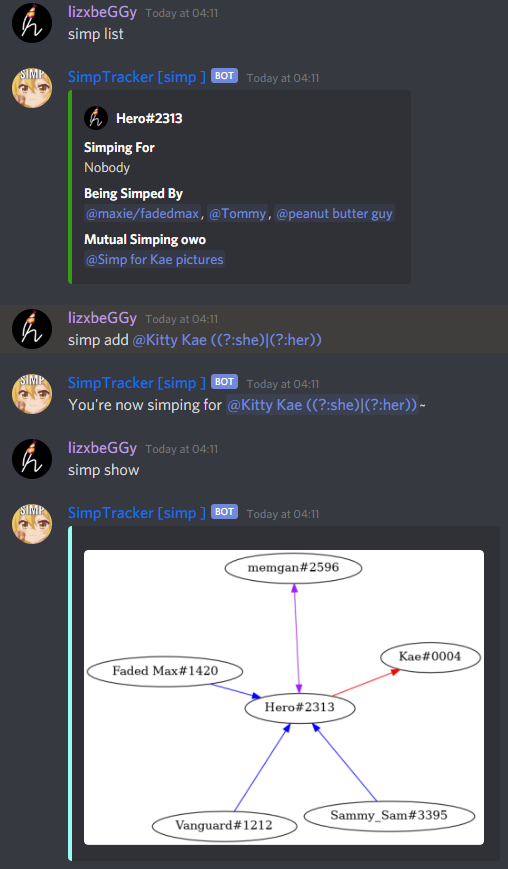 lizxbeGGy Today at 04:11
simp list
SIMP
SimpTracker [simp ] BOT Today at 04:11
Hero#2313
Simping For
Nobody
Being Simped By
@maxie/fadedmax, @Tommy, @peanut butter guy
Mutual Simping owo
@Simp for Kae pictures
lizxbeGGy Today at 04:11
simp add @Kitty Kae ((?:she)|(?:her))
SIMP
SimpTracker [simp ] BOT Today at 04:11
You're now simping for @Kitty Kae ((?:she)|(?:her)) ~
lizxbeGGy Today at 04:11
simp show
SIMP
SimpTracker [simp ] BOT Today at 04:11
memgan#2596
Kae#0004
Faded Max#1420
Hero#2313
Sammy_Sam#3395
Vanguard#1212